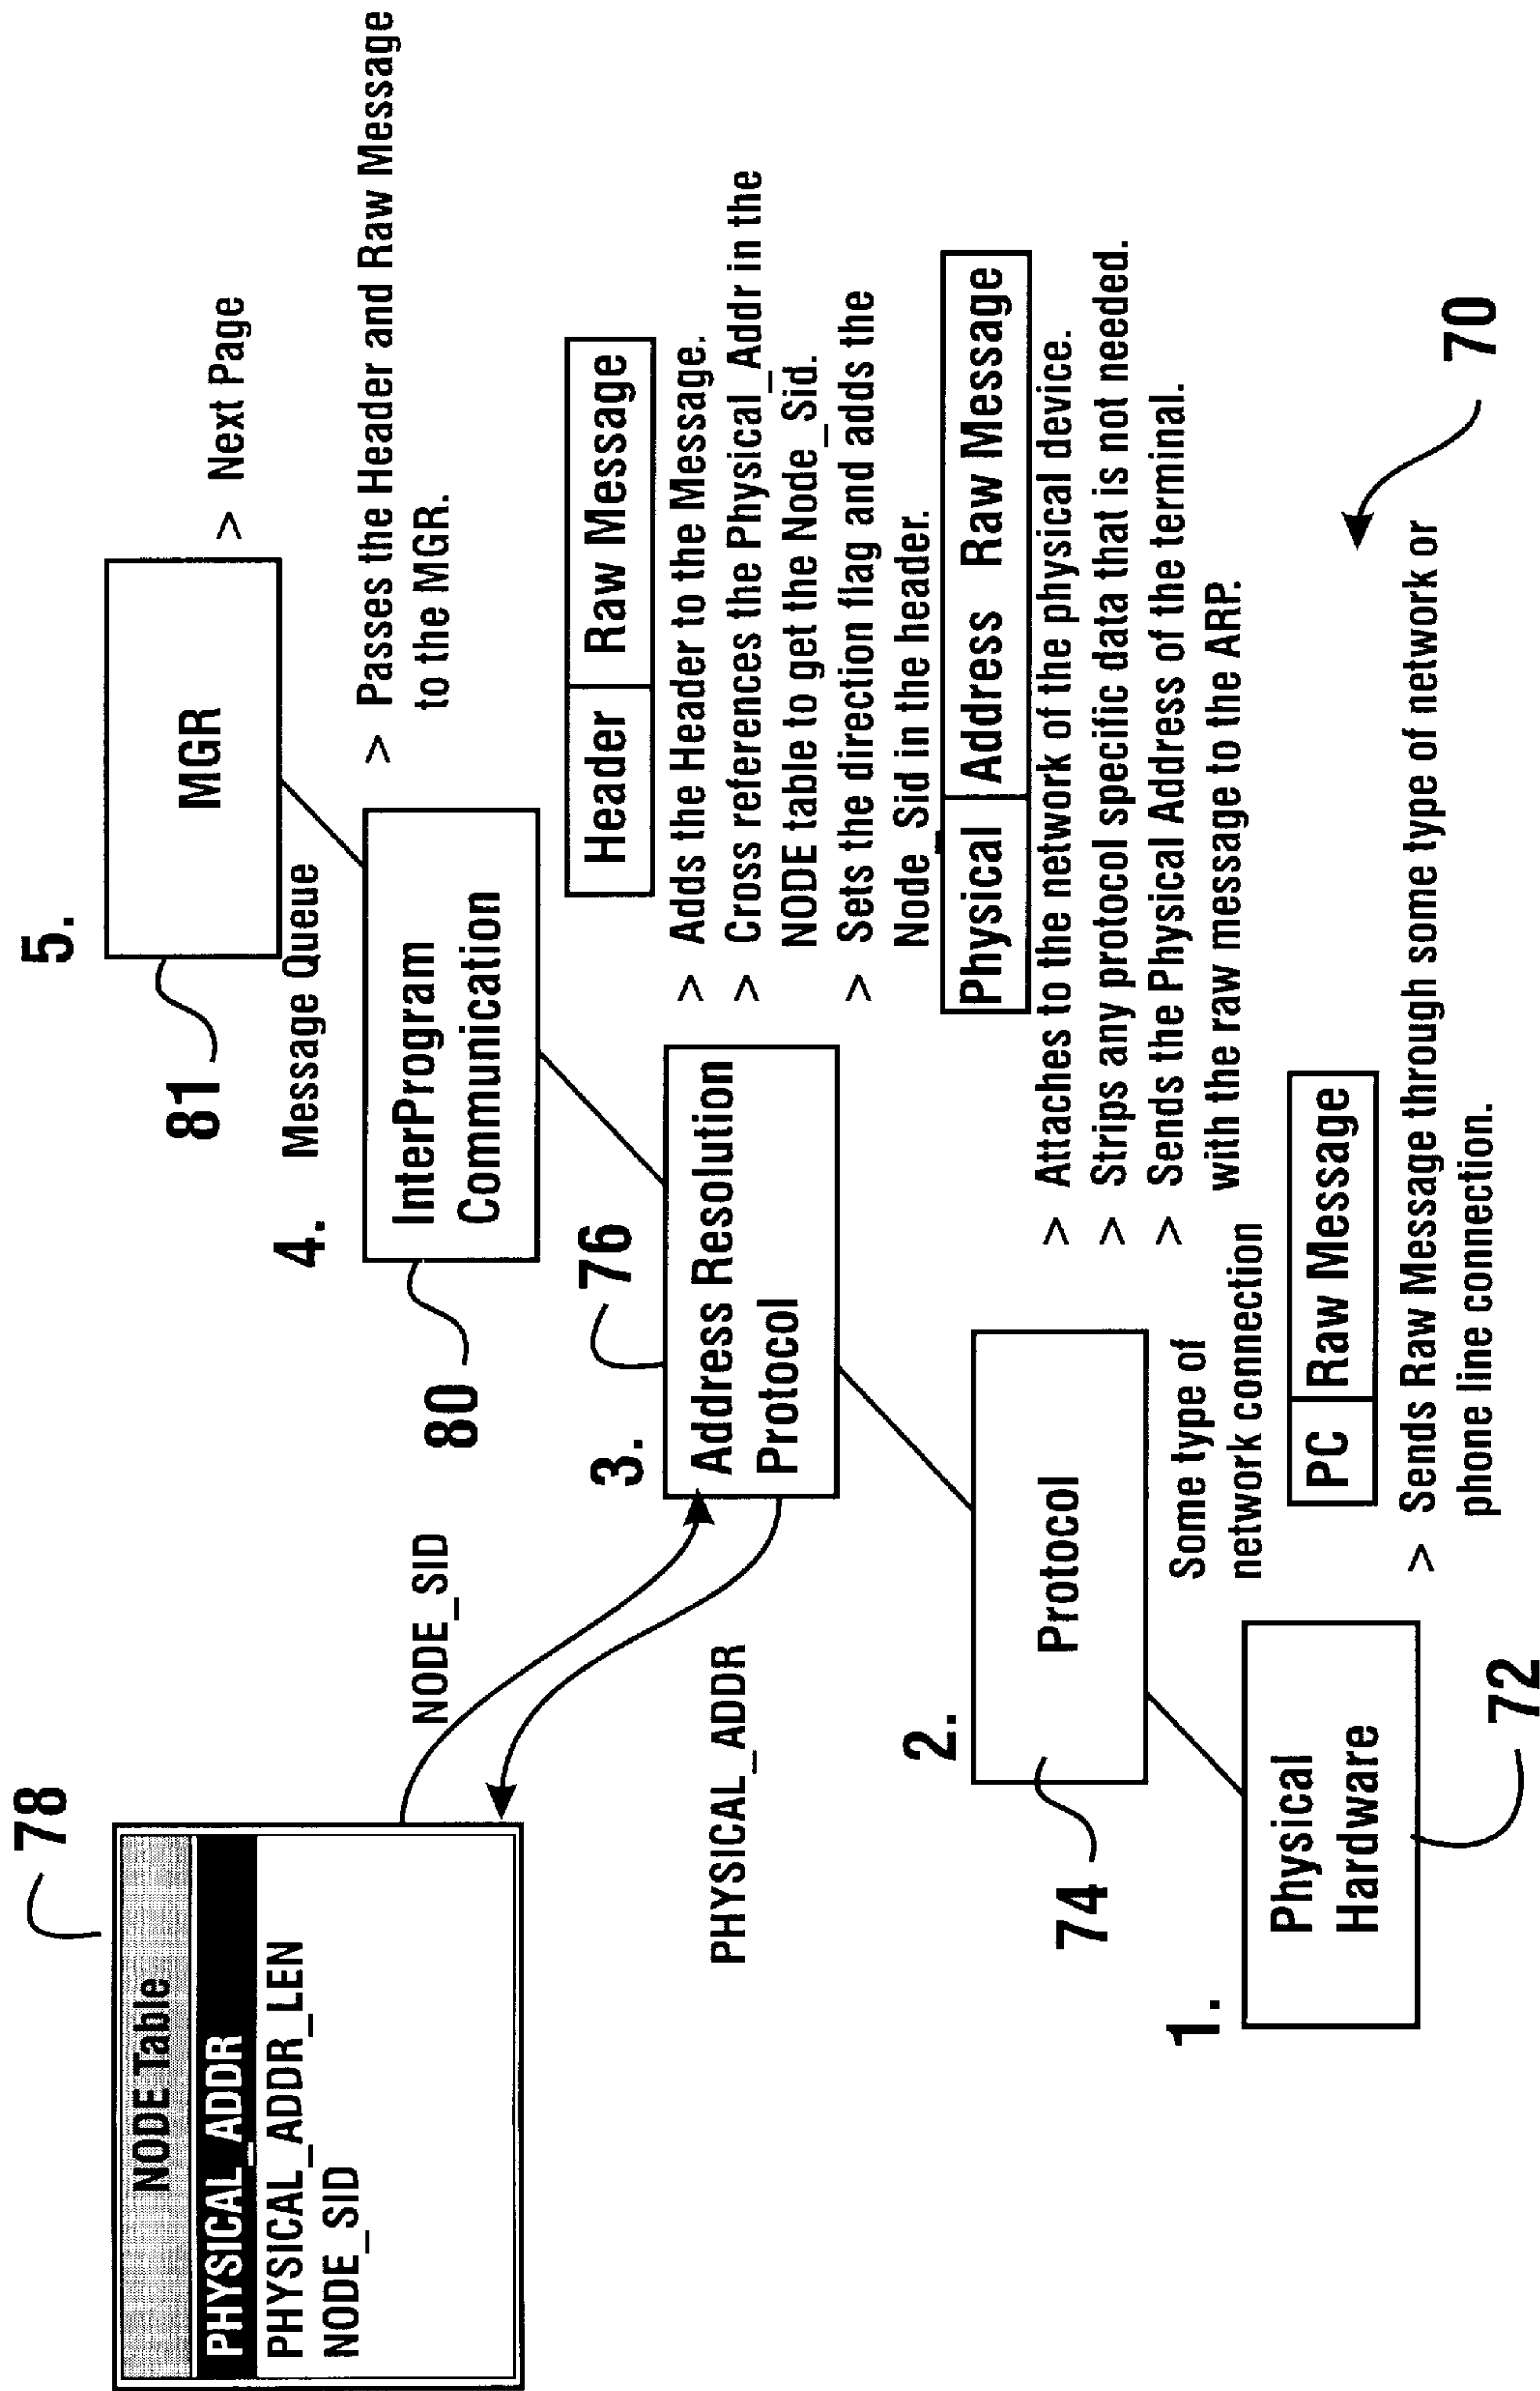 5.
MGR
> Next Page
81
4. Message Queue
InterProgram
Communication
80
> Passes the Header and Raw Message
to the MGR.
Header Raw Message
3.
76
Address Resolution
Protocol
> Adds the Header to the Message.
> Cross references the Physical_Addr in the
NODE table to get the Node_Sid.
> Sets the direction flag and adds the
Node_Sid in the header.
78
NODE Table
PHYSICAL_ADDR
PHYSICAL_ADDR_LEN
NODE_SID
NODE_SID
PHYSICAL_ADDR
Physical Address Raw Message
2.
Protocol
74
> Attaches to the network of the physical device.
> Strips any protocol specific data that is not needed.
> Sends the Physical Address of the terminal.
with the raw message to the ARP.
Some type of
network connection
1.
Physical
Hardware
72
PC Raw Message
> Sends Raw Message through some type of network or
phone line connection.
70